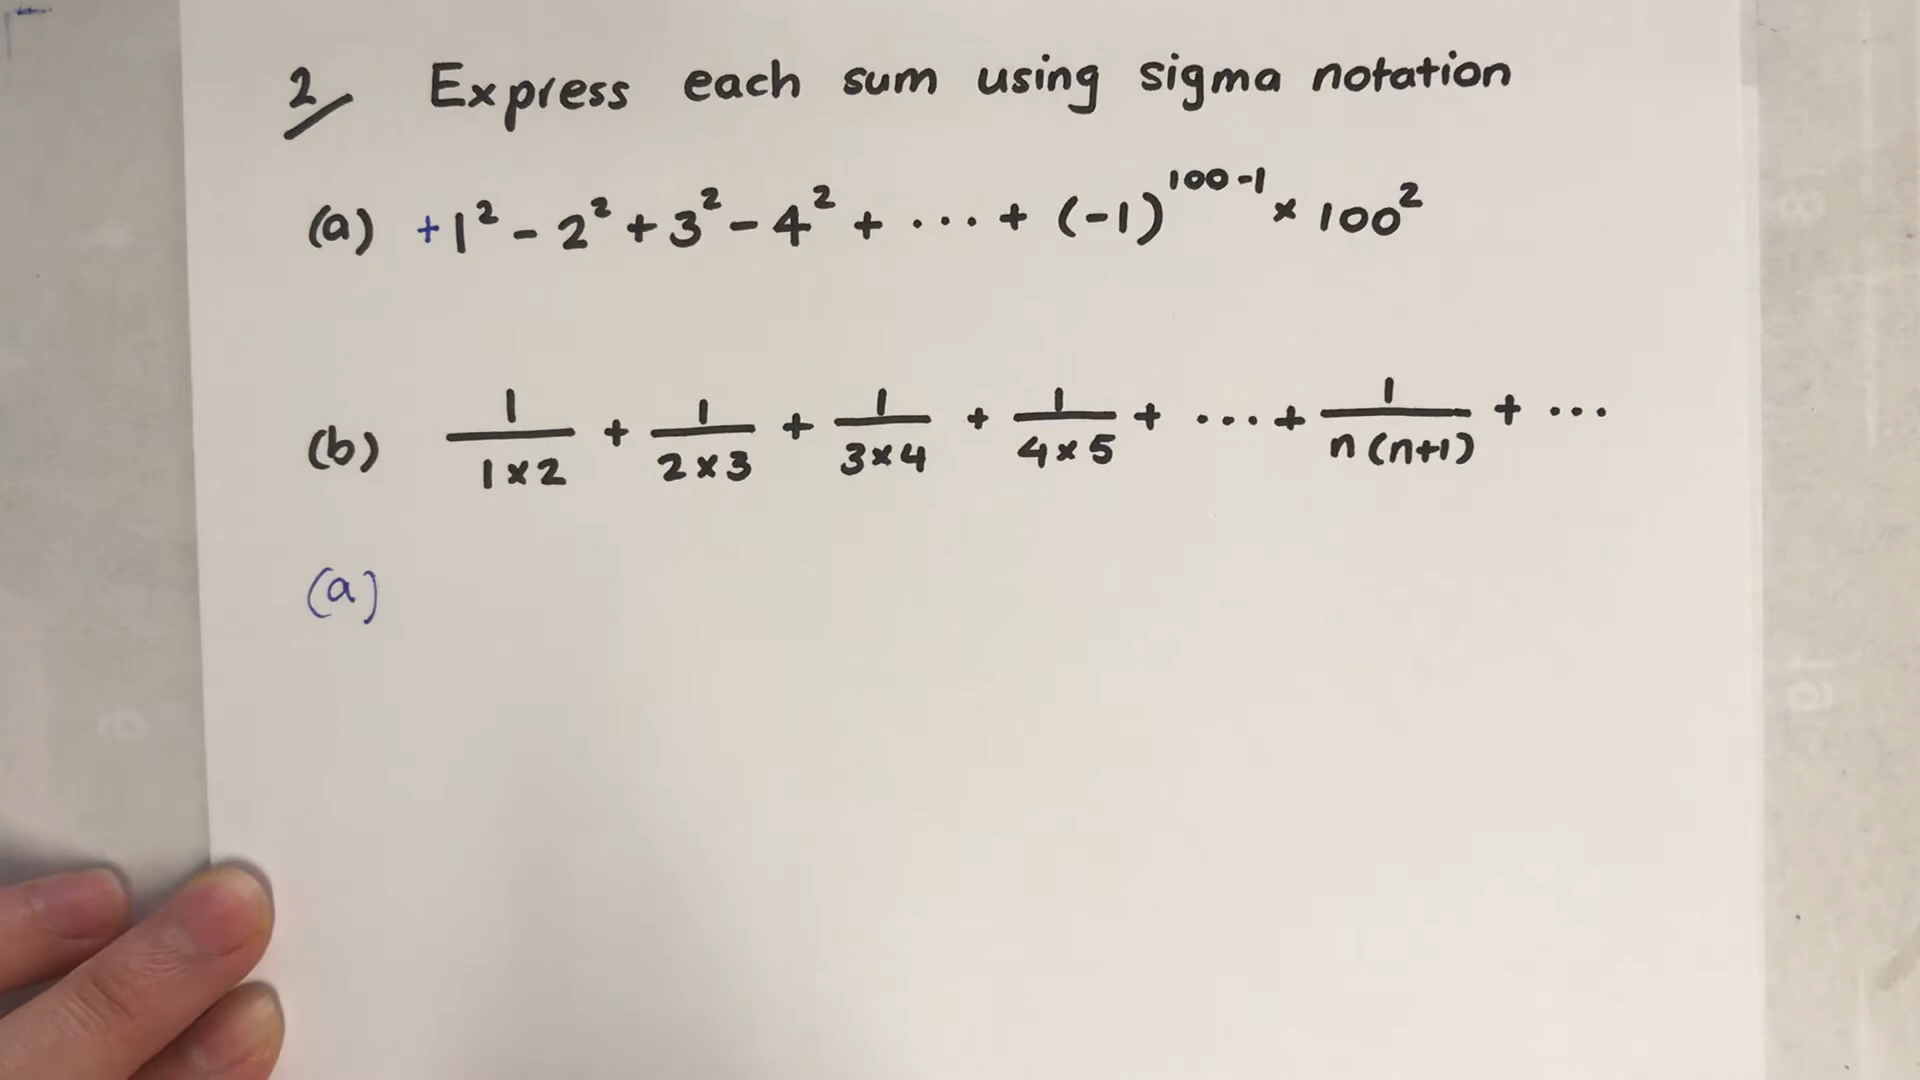 2/ Express each sum using sigma notation
(a) +1² - 2² + 3² - 4² + ... + (-1)¹⁰⁰⁻¹ × 100²
(b) 1/(1×2) + 1/(2×3) + 1/(3×4) + 1/(4×5) + ... + 1/(n(n+1)) + ...
(a)